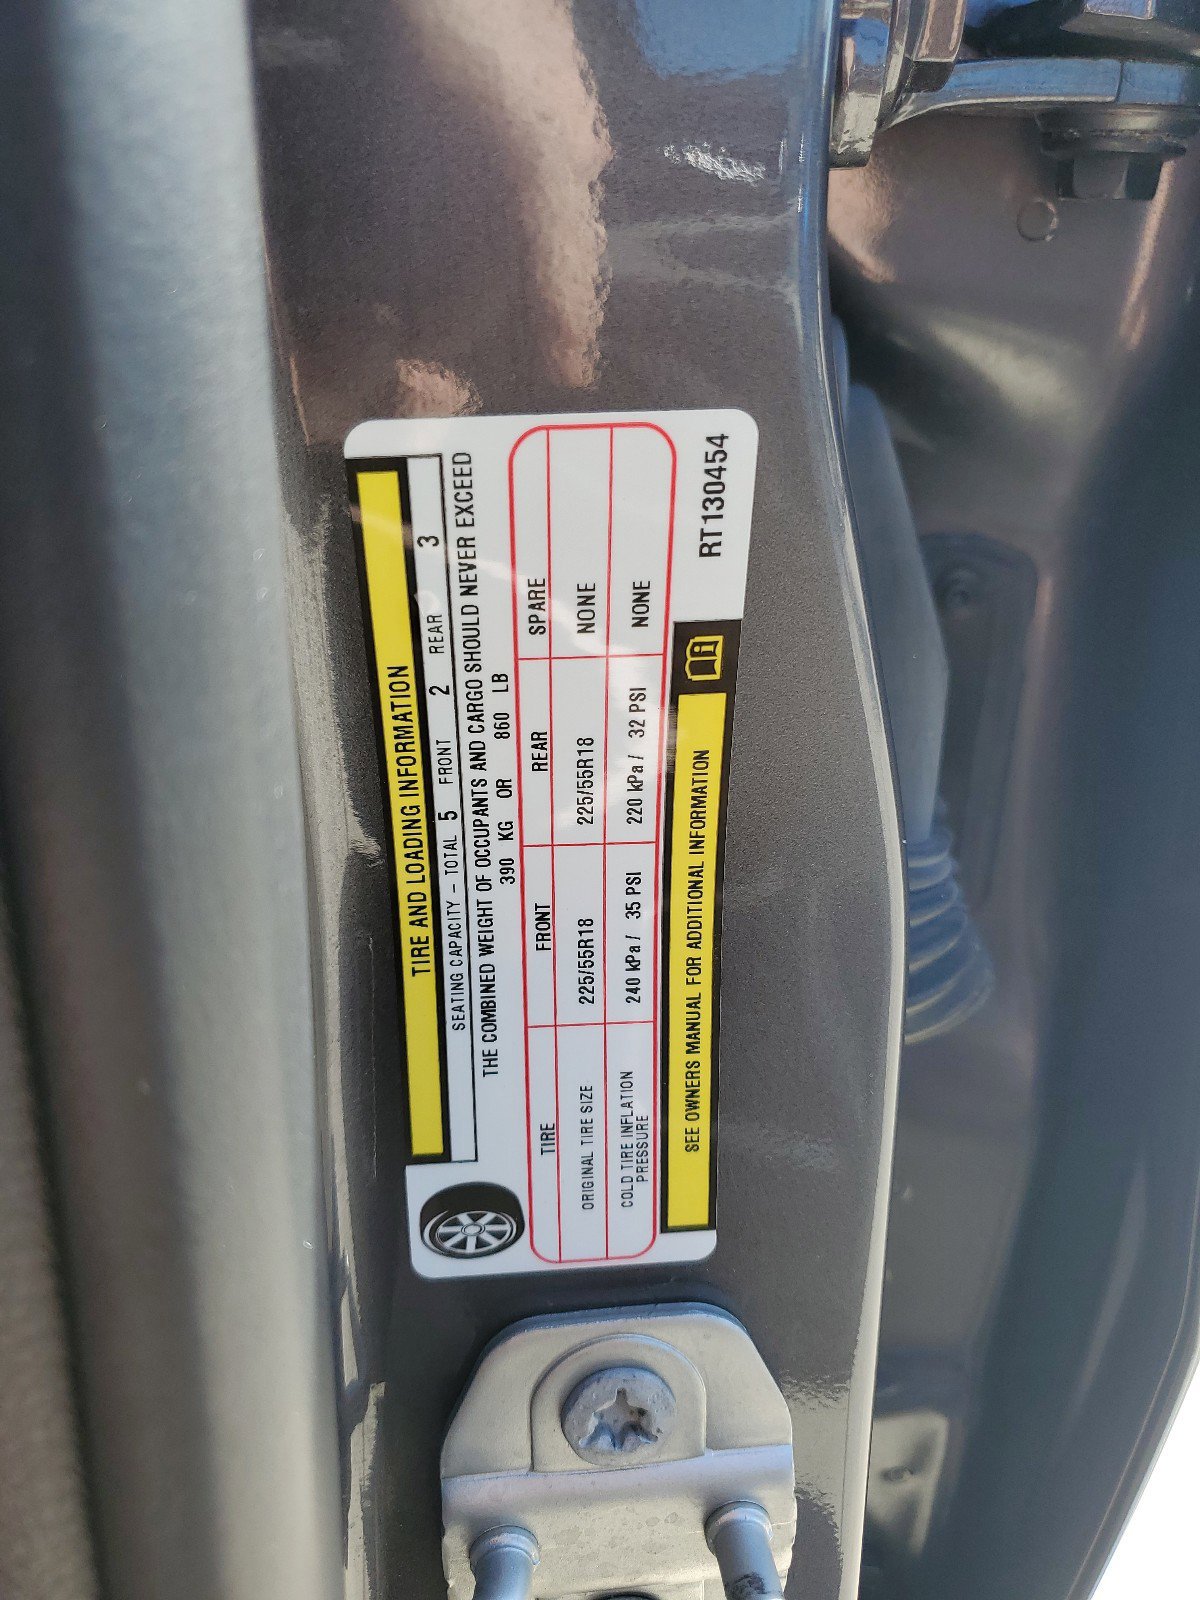 TIRE AND LOADING INFORMATION
SEATING CAPACITY - TOTAL 5 FRONT 2 REAR 3
THE COMBINED WEIGHT OF OCCUPANTS AND CARGO SHOULD NEVER EXCEED
390 KG OR 860 LB
TIRE FRONT REAR SPARE
ORIGINAL TIRE SIZE 225/55R18 225/55R18 NONE
COLD TIRE INFLATION
PRESSURE 240 kPa / 35 PSI 220 kPa / 32 PSI NONE
SEE OWNERS MANUAL FOR ADDITIONAL INFORMATION
RT130454